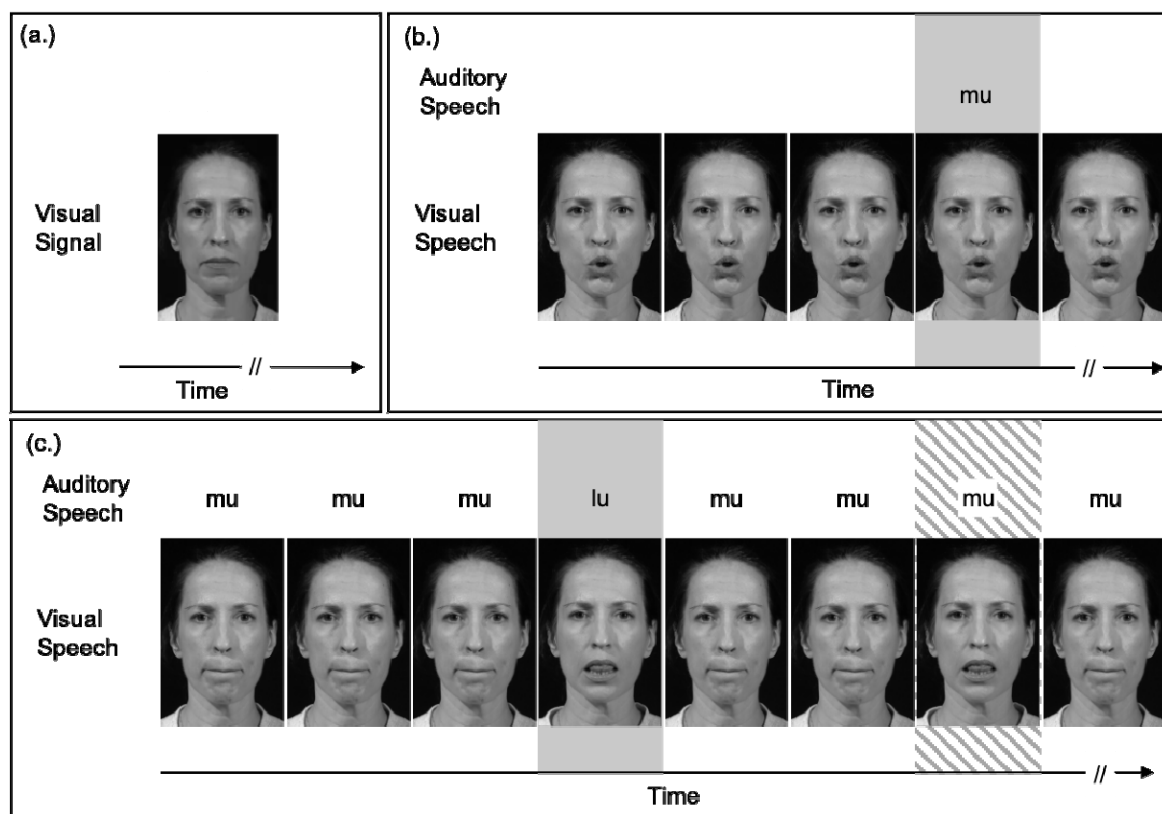 (a.)
Visual
Signal
//
Time
(b.)
Auditory
Speech
mu
Visual
Speech
//
Time
(c.)
Auditory
Speech
mu mu mu lu mu mu mu mu
Visual
Speech
//
Time